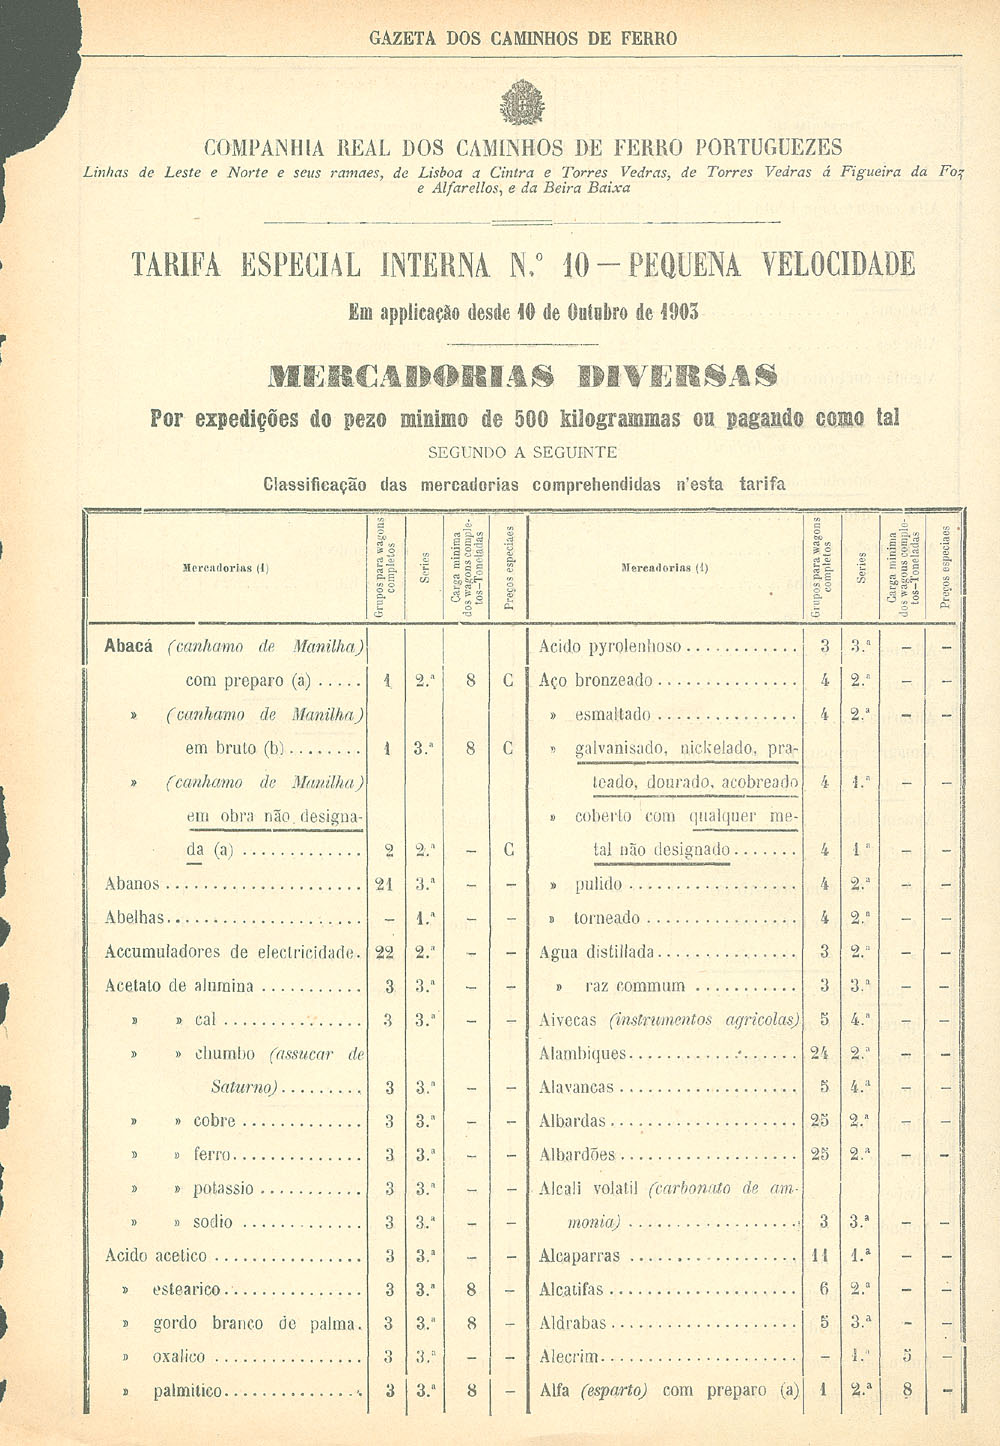 GAZETA DOS CAMINHOS DE FERRO
COMPANHIA REAL DOS CAMINHOS DE FERRO PORTUGUEZES
Linhas de Leste e Norte e seus ramaes, de Lisboa a Cintra e Torres Vedras, de Torres Vedras á Figueira da Foz
e Alfarellos, e da Beira Baixa
TARIFA ESPECIAL INTERNA N.º 10 — PEQUENA VELOCIDADE
Em applicação desde 10 de Outubro de 1903
MERCADORIAS DIVERSAS
Por expedições do pezo minimo de 500 kilogrammas ou pagando como tal
SEGUNDO A SEGUINTE
Classificação das mercadorias comprehendidas n'esta tarifa
Mercadorias (1)
Grupos para wagons
completos
Series
Carga minima
dos wagons comple-
tos-Toneladas
Preços especiaes
Abacá (canhamo de Manilha)
com preparo (a) ..... 1 2.ª 8 C
» (canhamo de Manilha)
em bruto (b) ........ 1 3.ª 8 C
» (canhamo de Manilha)
em obra não designa-
da (a) ............. 2 2.ª – C
Abanos ..................... 21 3.ª – –
Abelhas..................... – 1.ª – –
Accumuladores de electricidade. 22 2.ª – –
Acetato de alumina ........... 3 3.ª – –
» » cal ............... 3 3.ª – –
» » chumbo (assucar de
Saturno)......... 3 3.ª – –
» » cobre ............. 3 3.ª – –
» » ferro.............. 3 3.ª – –
» » potassio ........... 3 3.ª – –
» » sodio ............. 3 3.ª – –
Acido acetico ................ 3 3.ª – –
» estearico............... 3 3.ª 8 –
» gordo branco de palma. 3 3.ª 8 –
» oxalico ................ 3 3.ª – –
» palmitico............... 3 3.ª 8 –
Mercadorias (1)
Grupos para wagons
completos
Series
Carga minima
dos wagons comple-
tos-Toneladas
Preços especiaes
Acido pyrolenhoso ............ 3 3.ª – –
Aço bronzeado ............... 4 2.ª – –
» esmaltado ............... 4 2.ª – –
» galvanisado, nickelado, pra-
teado, dourado, acobreado 4 1.ª – –
» coberto com qualquer me-
tal não designado....... 4 1.ª – –
» pulido .................. 4 2.ª – –
» torneado ................ 4 2.ª – –
Agua distillada............... 3 2.ª – –
» raz commum ........... 3 3.ª – –
Aivecas (instrumentos agricolas) 5 4.ª – –
Alambiques.................. 24 2.ª – –
Alavancas ................... 5 4.ª – –
Albardas.................... 25 2.ª – –
Albardões ................... 25 2.ª – –
Alcali volatil (carbonato de am-
monia) .................. 3 3.ª – –
Alcaparras .................. 11 1.ª – –
Alcatifas .................... 6 2.ª – –
Aldrabas .................... 5 3.ª – –
Alecrim..................... – 1.ª 5 –
Alfa (esparto) com preparo (a) 1 2.ª 8 –